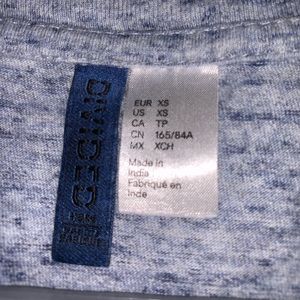 DIVIDED
EUR XS
US XS
CA TP
CN 165/84A
MX XCH
Made in
India
Fabriqué en
Inde